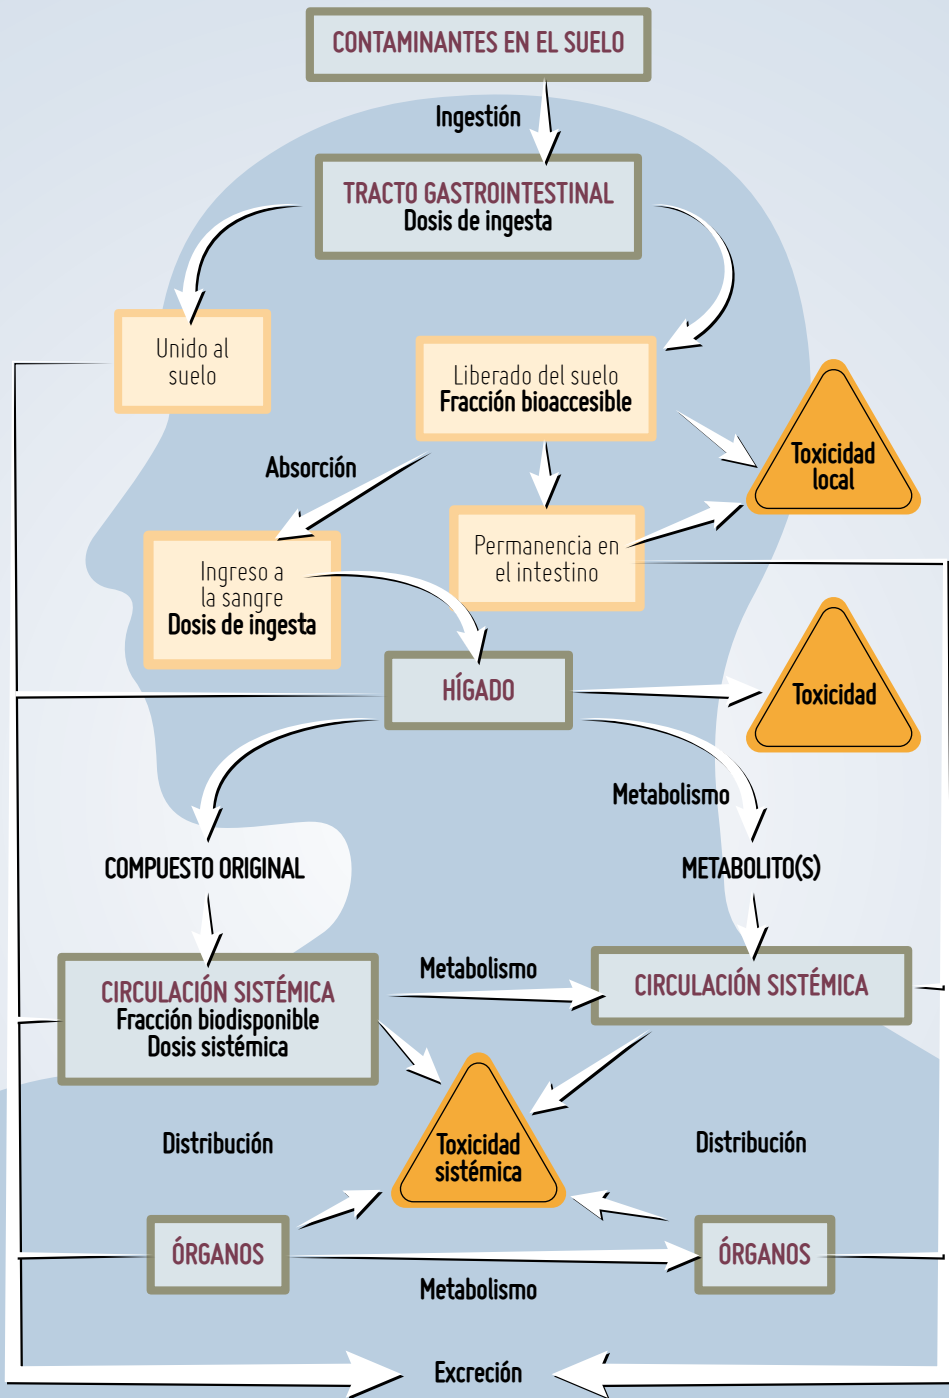 CONTAMINANTES EN EL SUELO
Ingestión
TRACTO GASTROINTESTINAL
Dosis de ingesta
Unido al
suelo
Liberado del suelo
Fracción bioaccesible
Toxicidad
local
Absorción
Permanencia en
el intestino
Ingreso a
la sangre
Dosis de ingesta
HÍGADO
Toxicidad
Metabolismo
COMPUESTO ORIGINAL
METABOLITO(S)
CIRCULACIÓN SISTÉMICA
Fracción biodisponible
Dosis sistémica
Metabolismo
CIRCULACIÓN SISTÉMICA
Distribución
Toxicidad
sistémica
Distribución
ÓRGANOS
ÓRGANOS
Metabolismo
Excreción